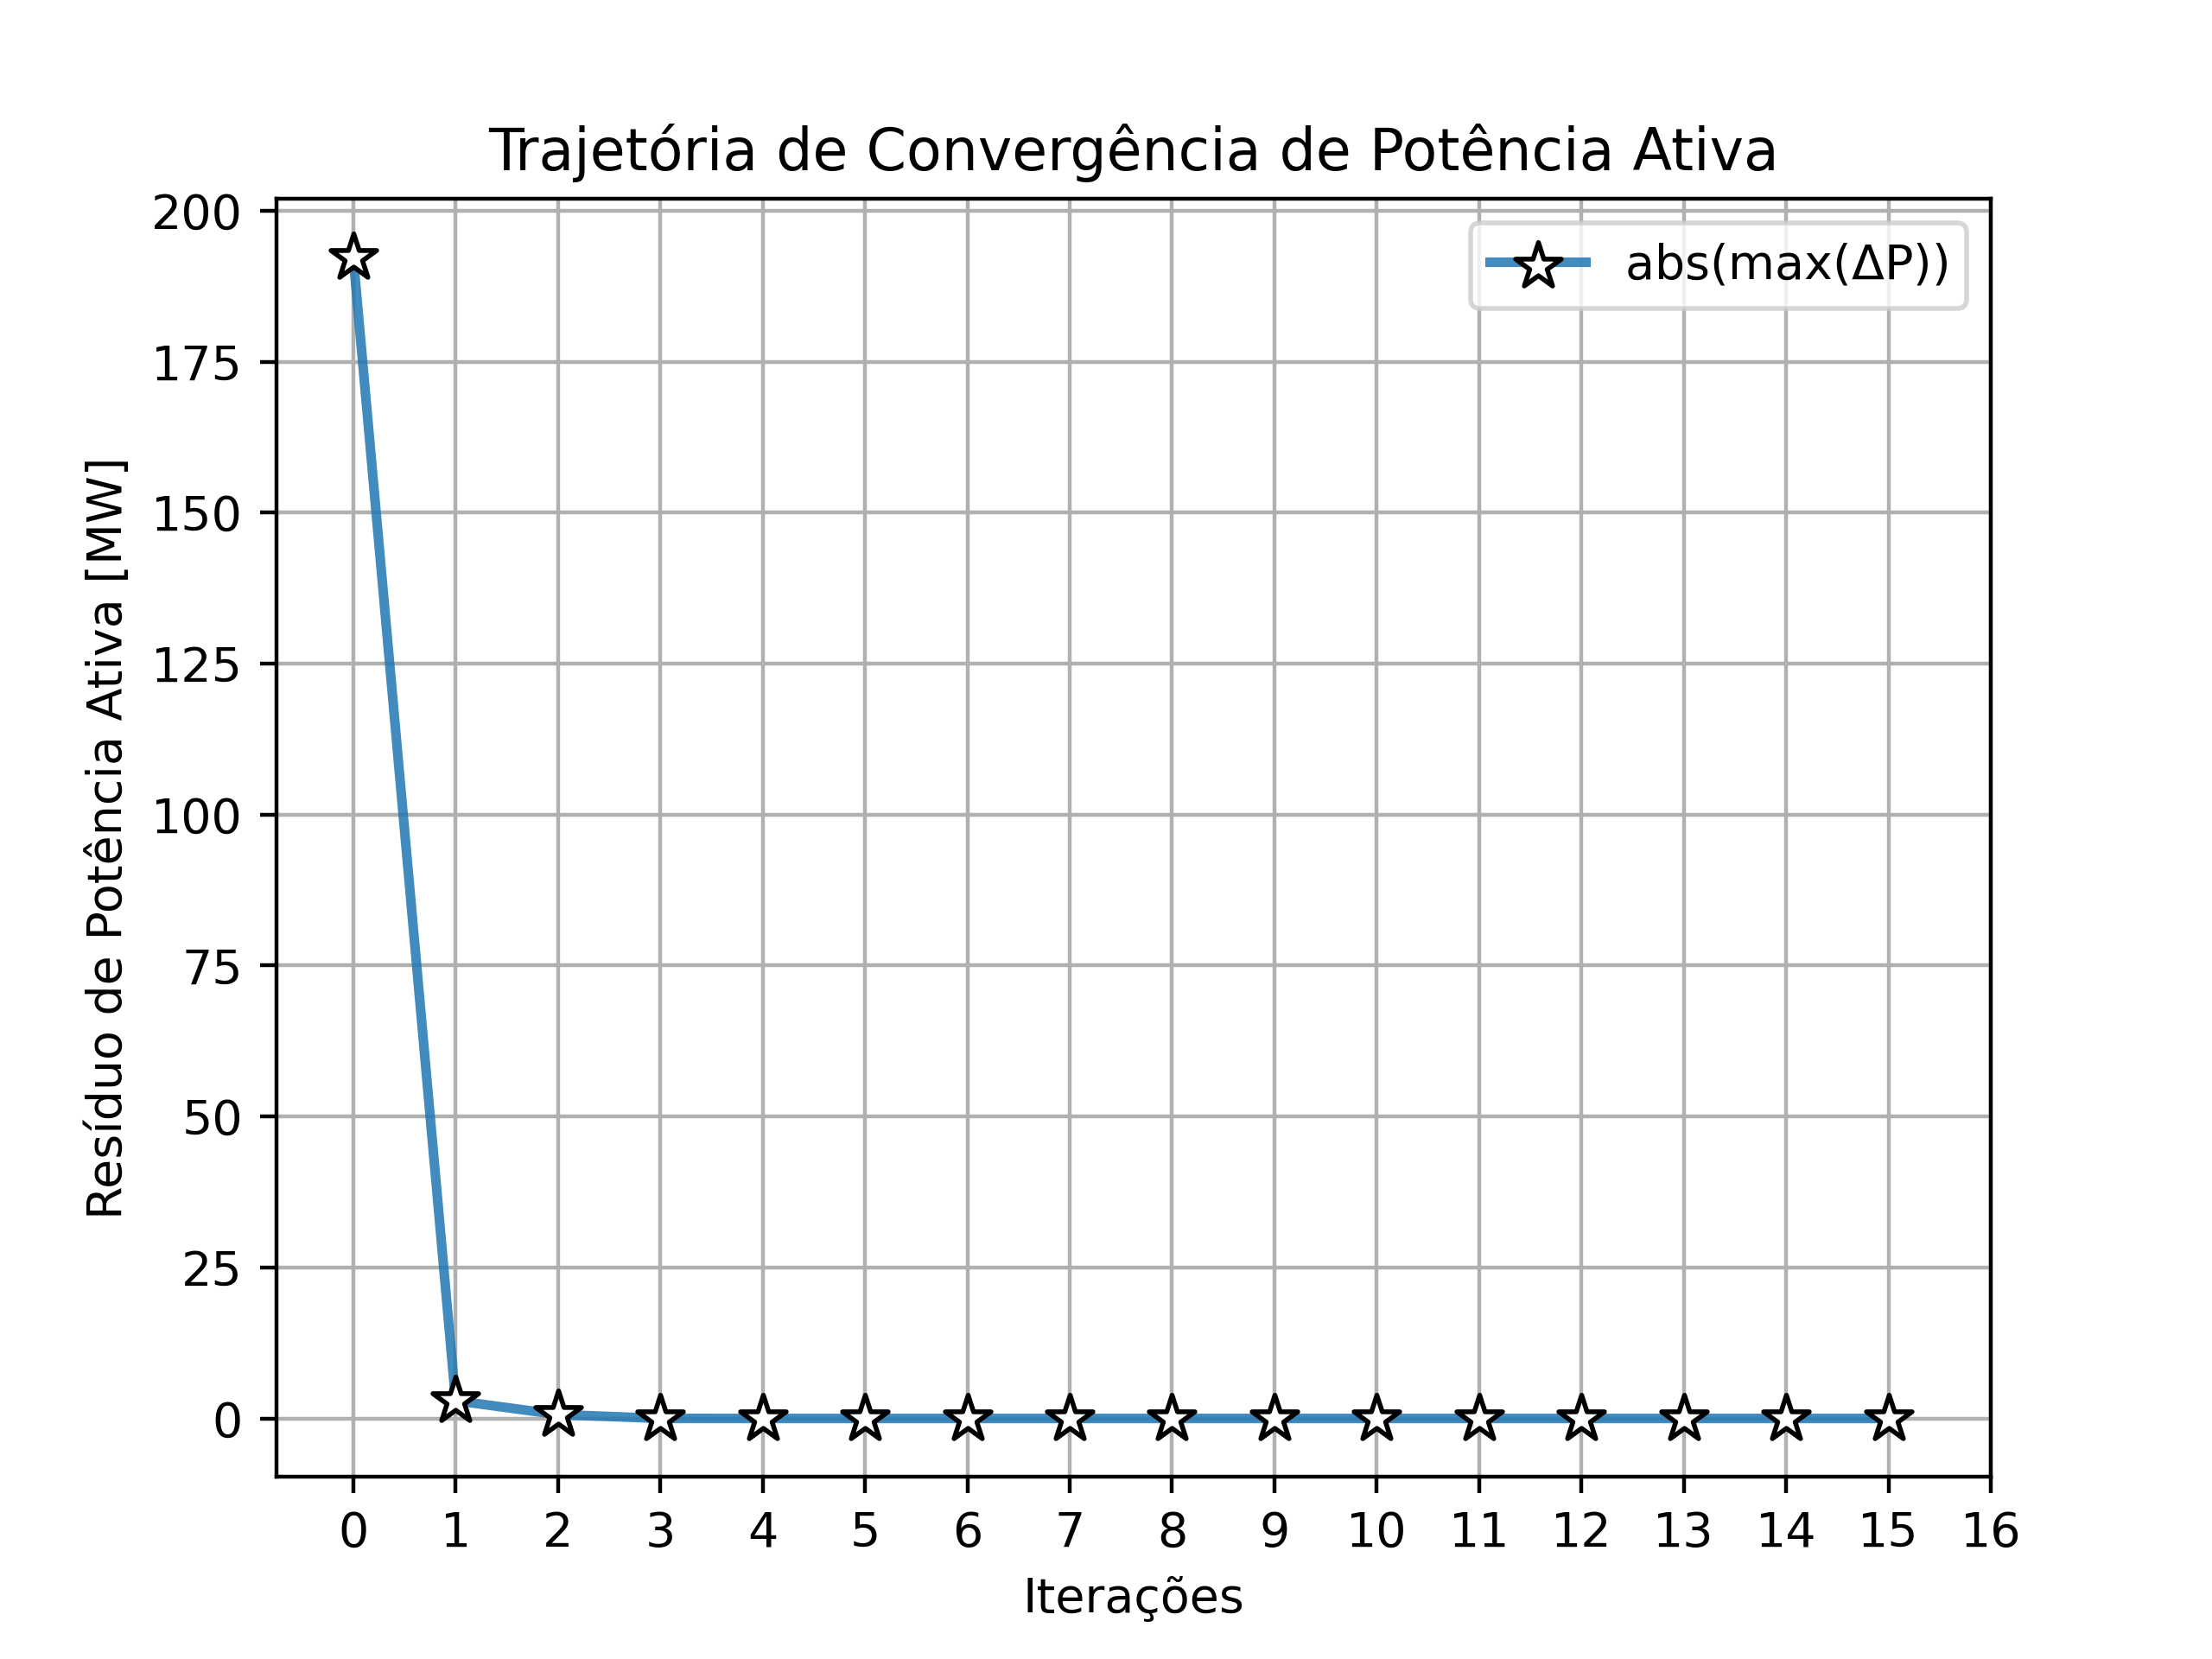 Trajetória de Convergência de Potência Ativa
abs(max(ΔP))
Resíduo de Potência Ativa [MW]
200
175
150
125
100
75
50
25
0
0 1 2 3 4 5 6 7 8 9 10 11 12 13 14 15 16
Iterações